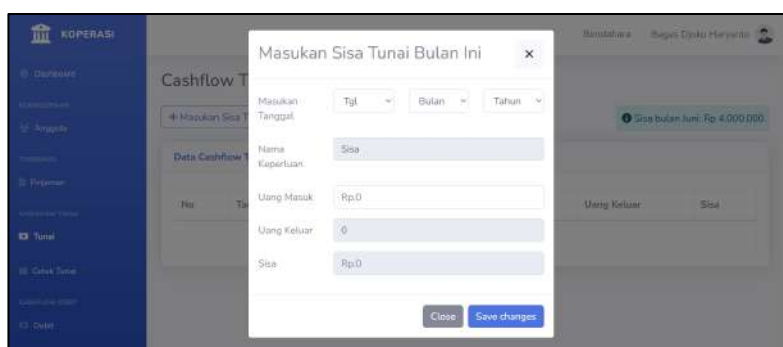 KOPERASI
Bendahara Bagus Djoko Haryanto
Dashboard
Cashflow T
Masukan Sisa Tunai Bulan Ini ×
Masukan Tanggal Tgl Bulan Tahun
Anggota
+ Masukan Sisa T
Sisa bulan Juni: Rp 4.000.000
Nama Keperluan Sisa
Data Cashflow T
Pinjaman
Uang Masuk Rp.0
No Ta Uang Keluar Sisa
Uang Keluar 0
Tunai
Sisa Rp.0
Cetak Tunai
Close Save changes
Debit